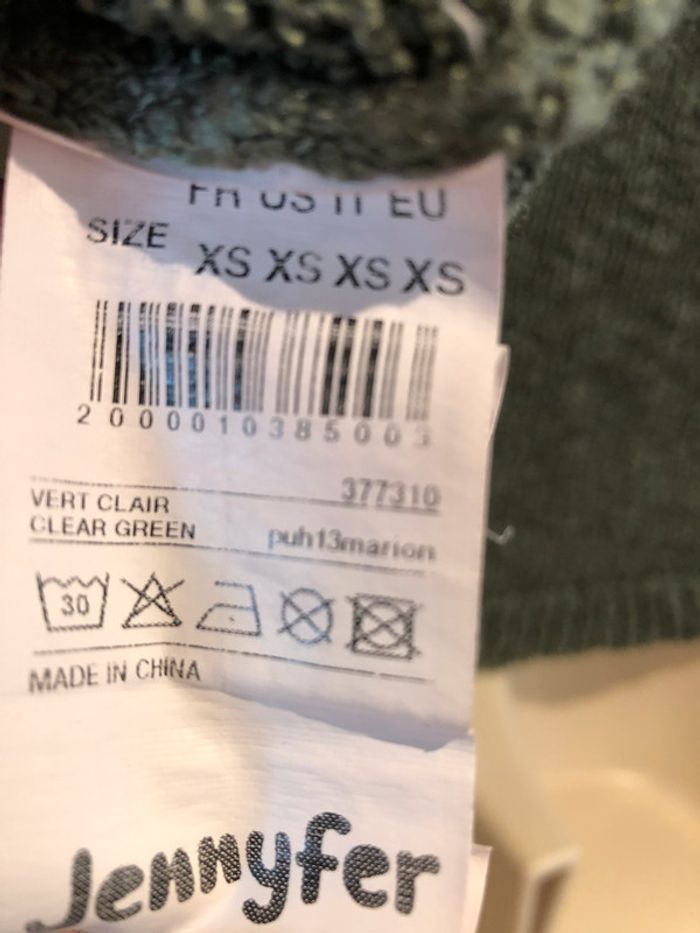 FR US IT EU
SIZE XS XS XS XS
2000010385003
377310
VERT CLAIR
CLEAR GREEN puh13marion
30
MADE IN CHINA
Jennyfer